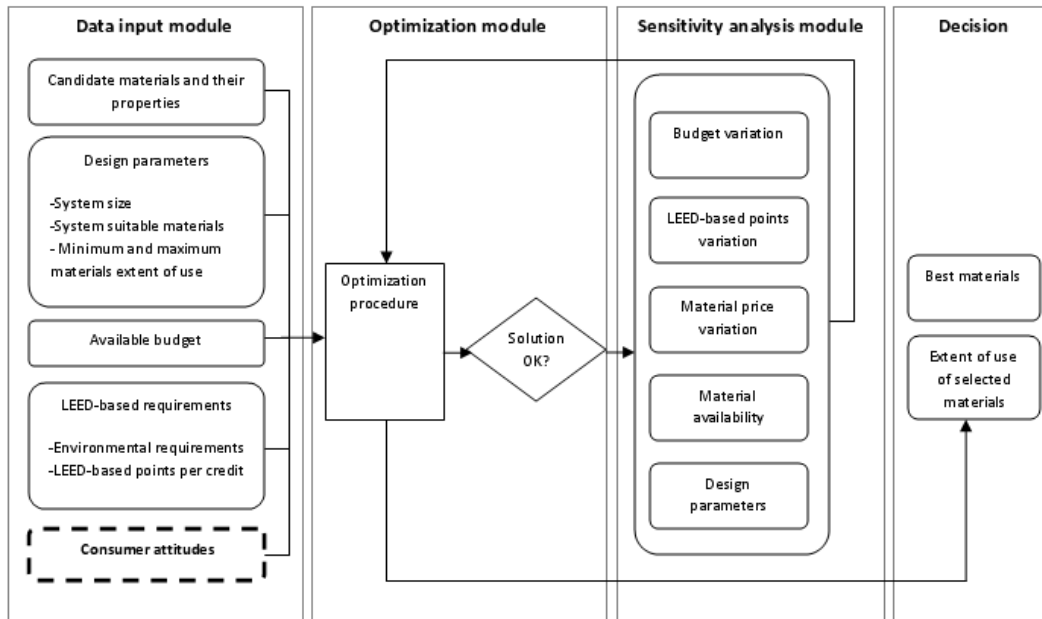 Data input module
Candidate materials and their
properties
Design parameters
-System size
-System suitable materials
- Minimum and maximum
materials extent of use
Available budget
LEED-based requirements
-Environmental requirements
-LEED-based points per credit
Consumer attitudes
Optimization module
Optimization
procedure
Solution
OK?
Sensitivity analysis module
Budget variation
LEED-based points
variation
Material price
variation
Material
availability
Design
parameters
Decision
Best materials
Extent of use
of selected
materials